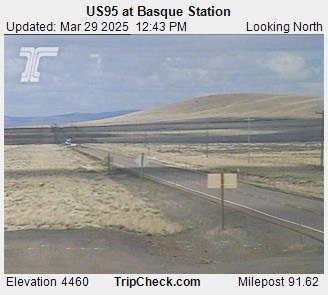 US95 at Basque Station
Updated: Mar 29 2025 12:43 PM Looking North
Elevation 4460 TripCheck.com Milepost 91.62